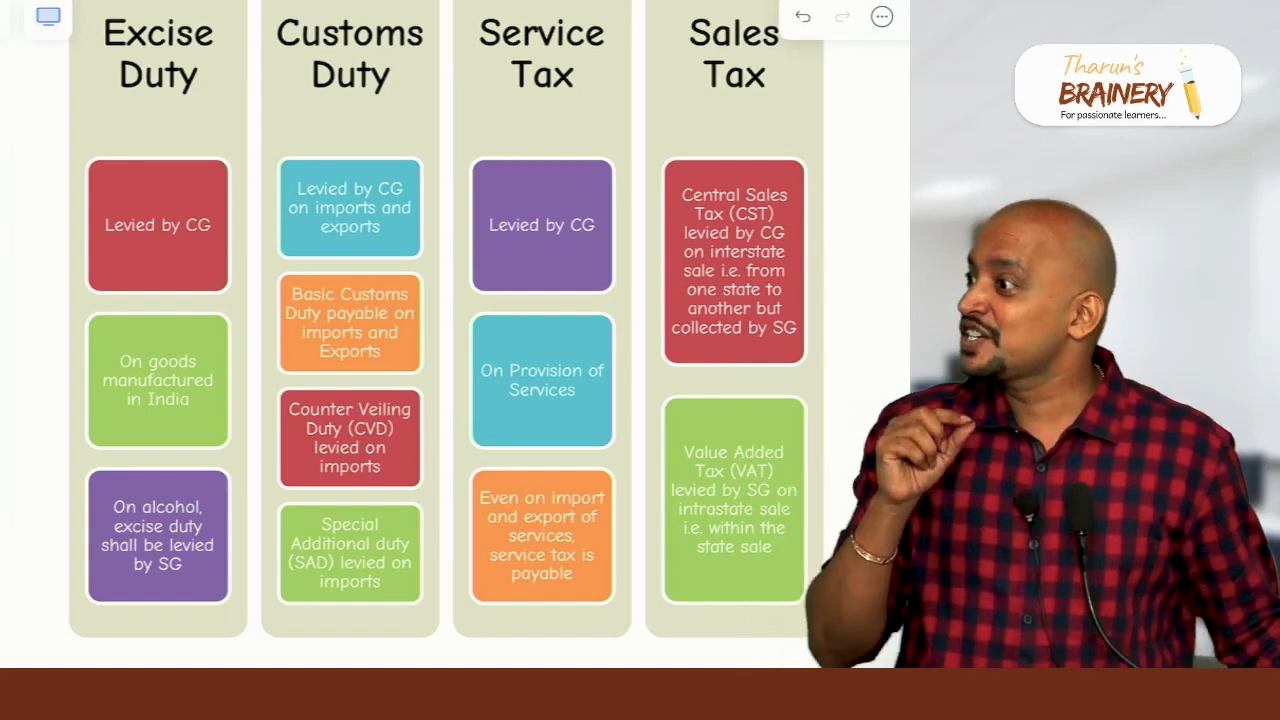 Excise
Duty
Levied by CG
On goods
manufactured
in India
On alcohol,
excise duty
shall be levied
by SG
Customs
Duty
Levied by CG
on imports and
exports
Basic Customs
Duty payable on
imports and
Exports
Counter Veiling
Duty (CVD)
levied on
imports
Special
Additional duty
(SAD) levied on
imports
Service
Tax
Levied by CG
On Provision of
Services
Even on import
and export of
services,
service tax is
payable
Sales
Tax
Central Sales
Tax (CST)
levied by CG
on interstate
sale i.e. from
one state to
another but
collected by SG
Value Added
Tax (VAT)
levied by SG on
intrastate sale
i.e. within the
state sale
Tharun's
BRAINERY
For passionate learners...